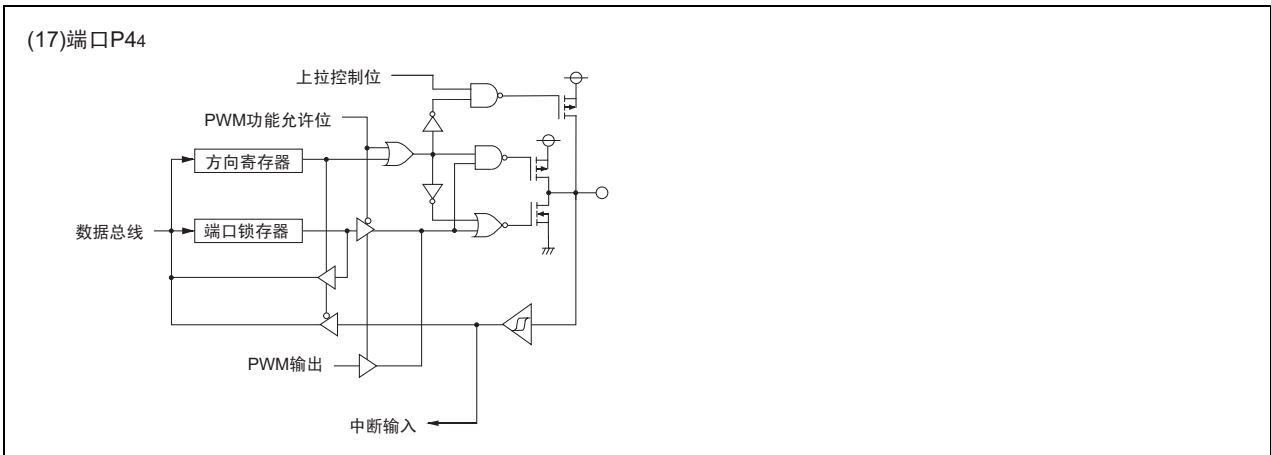 (17)端口P44
上拉控制位
PWM功能允许位
方向寄存器
数据总线
端口锁存器
PWM输出
中断输入